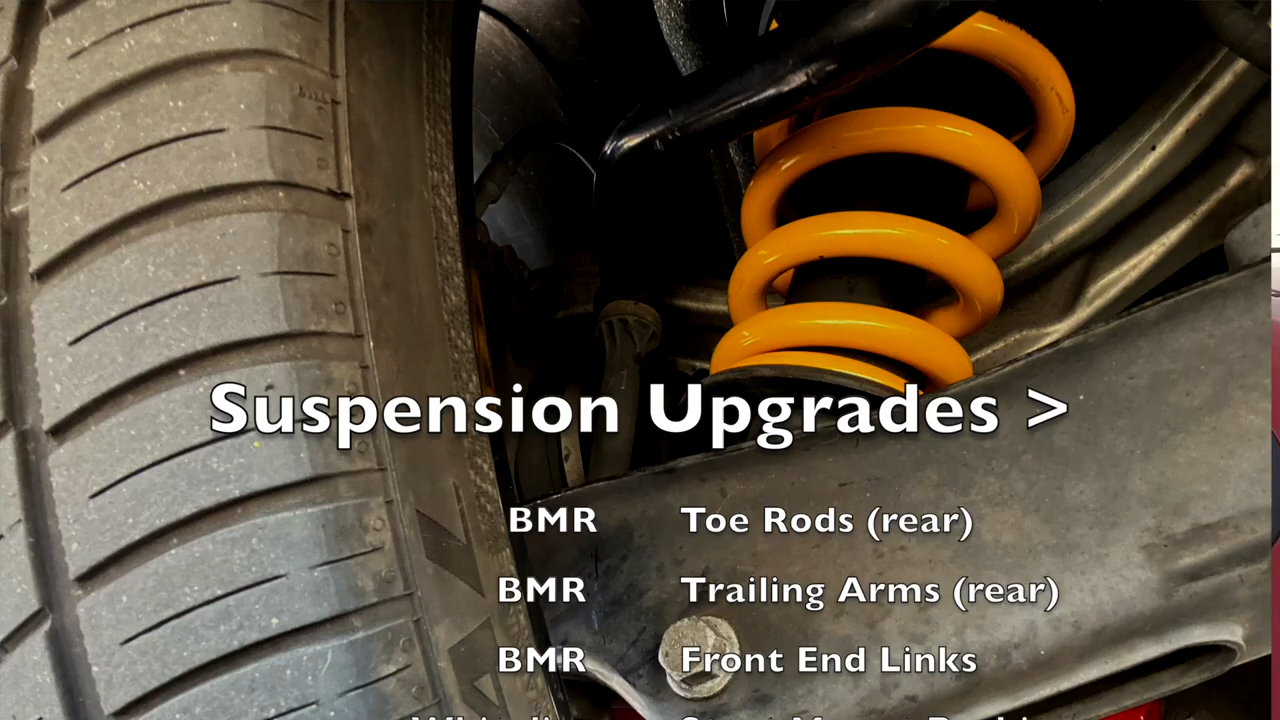 Suspension Upgrades >
BMR Toe Rods (rear)
BMR Trailing Arms (rear)
BMR Front End Links